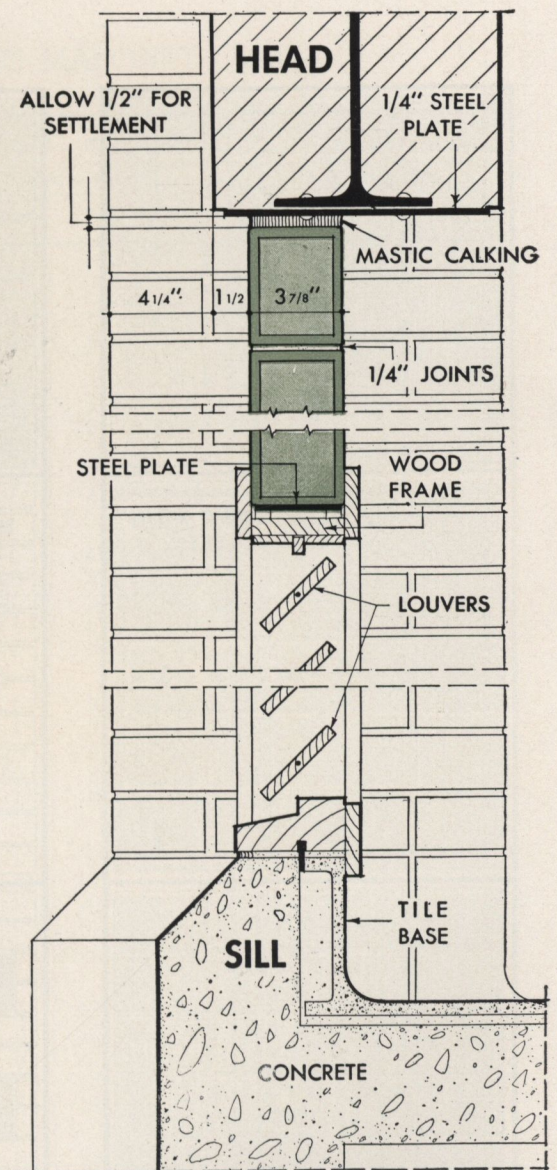 HEAD
ALLOW 1/2" FOR
SETTLEMENT
1/4" STEEL
PLATE
MASTIC CALKING
4 1/4"
1 1/2
3 7/8"
1/4" JOINTS
STEEL PLATE
WOOD
FRAME
LOUVERS
TILE
BASE
SILL
CONCRETE